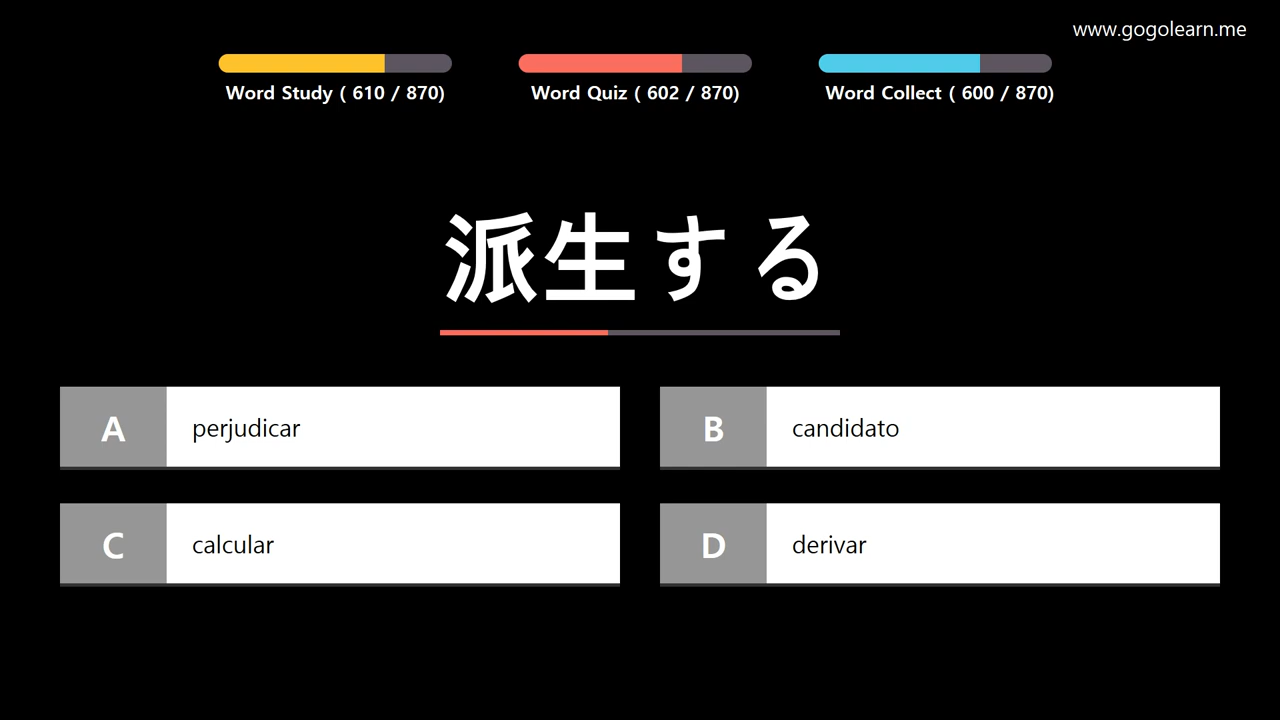 www.gogolearn.me
Word Study ( 610 / 870)
Word Quiz ( 602 / 870)
Word Collect ( 600 / 870)
派生する
A perjudicar
B candidato
C calcular
D derivar